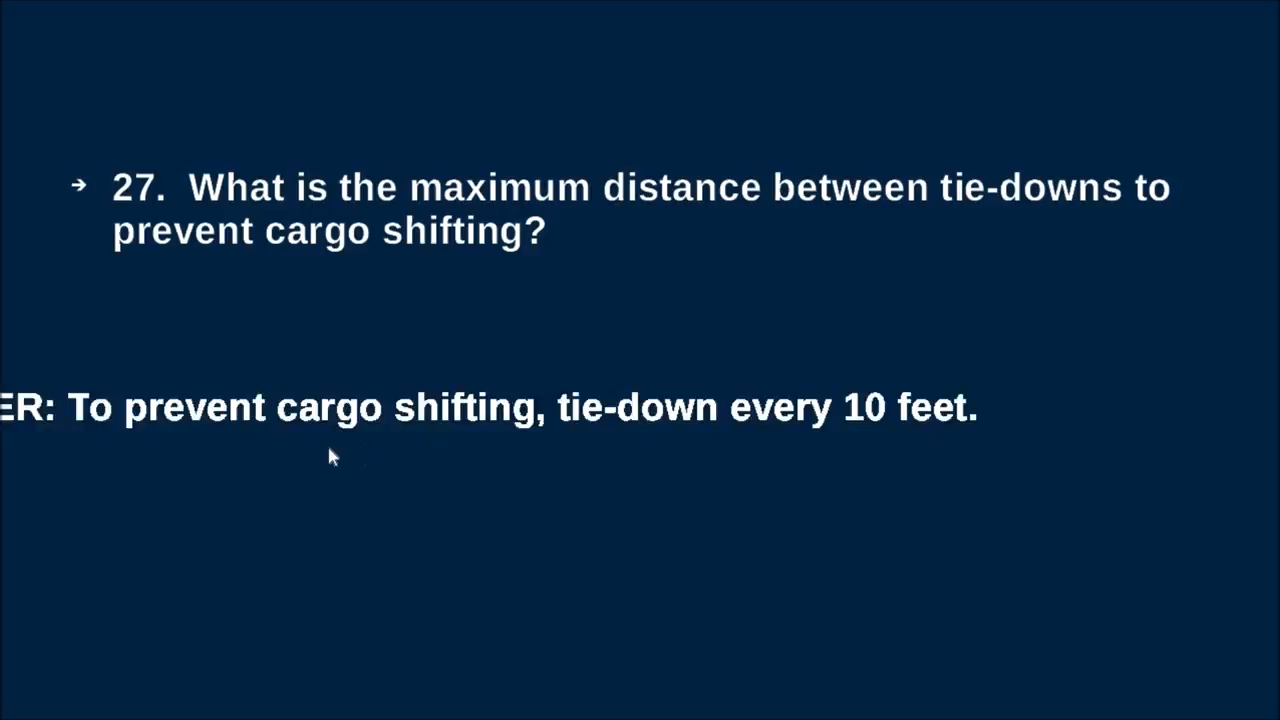 → 27. What is the maximum distance between tie-downs to
prevent cargo shifting?
ER: To prevent cargo shifting, tie-down every 10 feet.